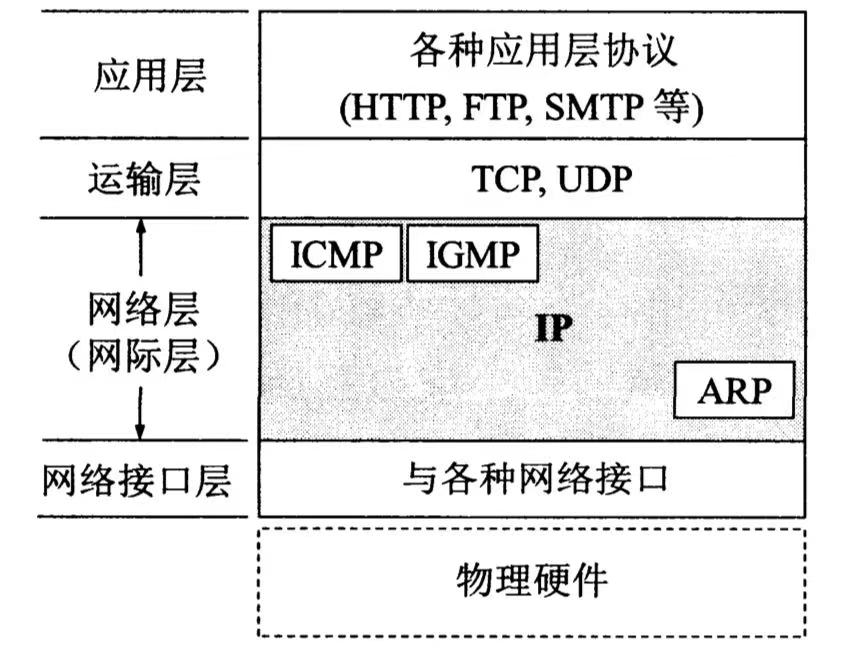 应用层
各种应用层协议
(HTTP, FTP, SMTP 等)
运输层
TCP, UDP
ICMP
IGMP
网络层
(网际层)
IP
ARP
网络接口层
与各种网络接口
物理硬件